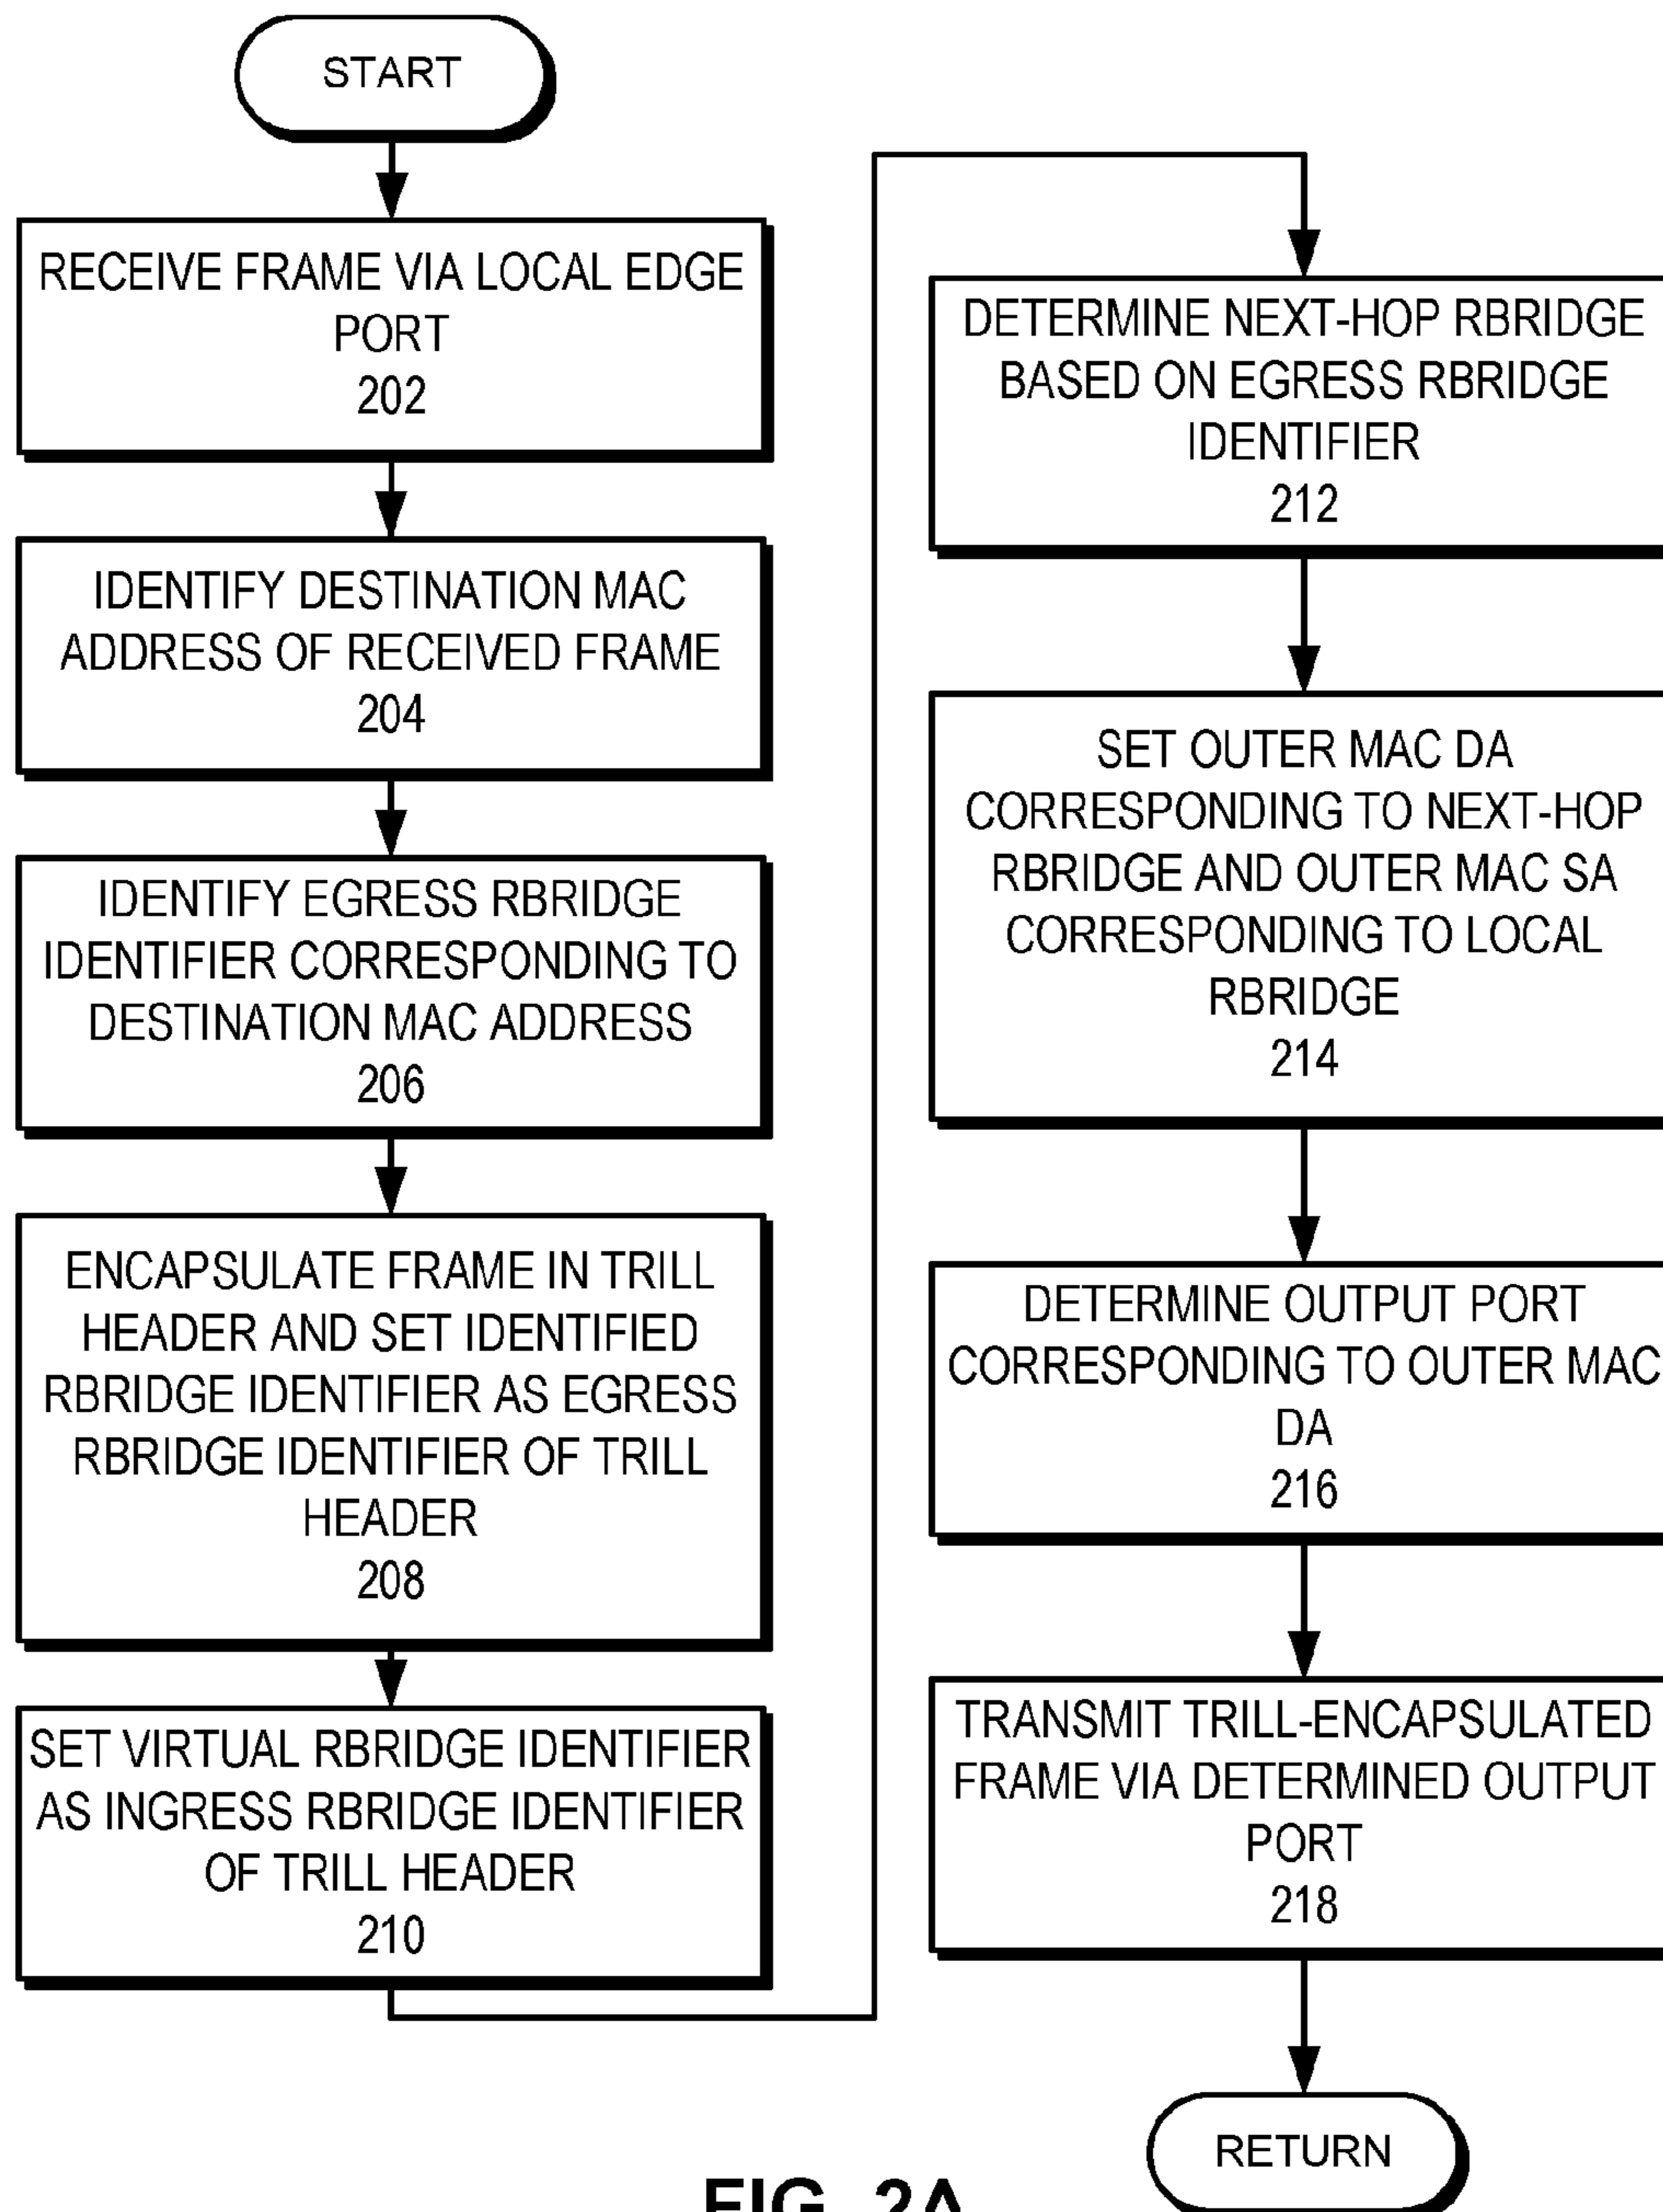 START
RECEIVE FRAME VIA LOCAL EDGE
PORT
202
IDENTIFY DESTINATION MAC
ADDRESS OF RECEIVED FRAME
204
IDENTIFY EGRESS RBRIDGE
IDENTIFIER CORRESPONDING TO
DESTINATION MAC ADDRESS
206
ENCAPSULATE FRAME IN TRILL
HEADER AND SET IDENTIFIED
RBRIDGE IDENTIFIER AS EGRESS
RBRIDGE IDENTIFIER OF TRILL
HEADER
208
SET VIRTUAL RBRIDGE IDENTIFIER
AS INGRESS RBRIDGE IDENTIFIER
OF TRILL HEADER
210
DETERMINE NEXT-HOP RBRIDGE
BASED ON EGRESS RBRIDGE
IDENTIFIER
212
SET OUTER MAC DA
CORRESPONDING TO NEXT-HOP
RBRIDGE AND OUTER MAC SA
CORRESPONDING TO LOCAL
RBRIDGE
214
DETERMINE OUTPUT PORT
CORRESPONDING TO OUTER MAC
DA
216
TRANSMIT TRILL-ENCAPSULATED
FRAME VIA DETERMINED OUTPUT
PORT
218
RETURN
FIG. 2A